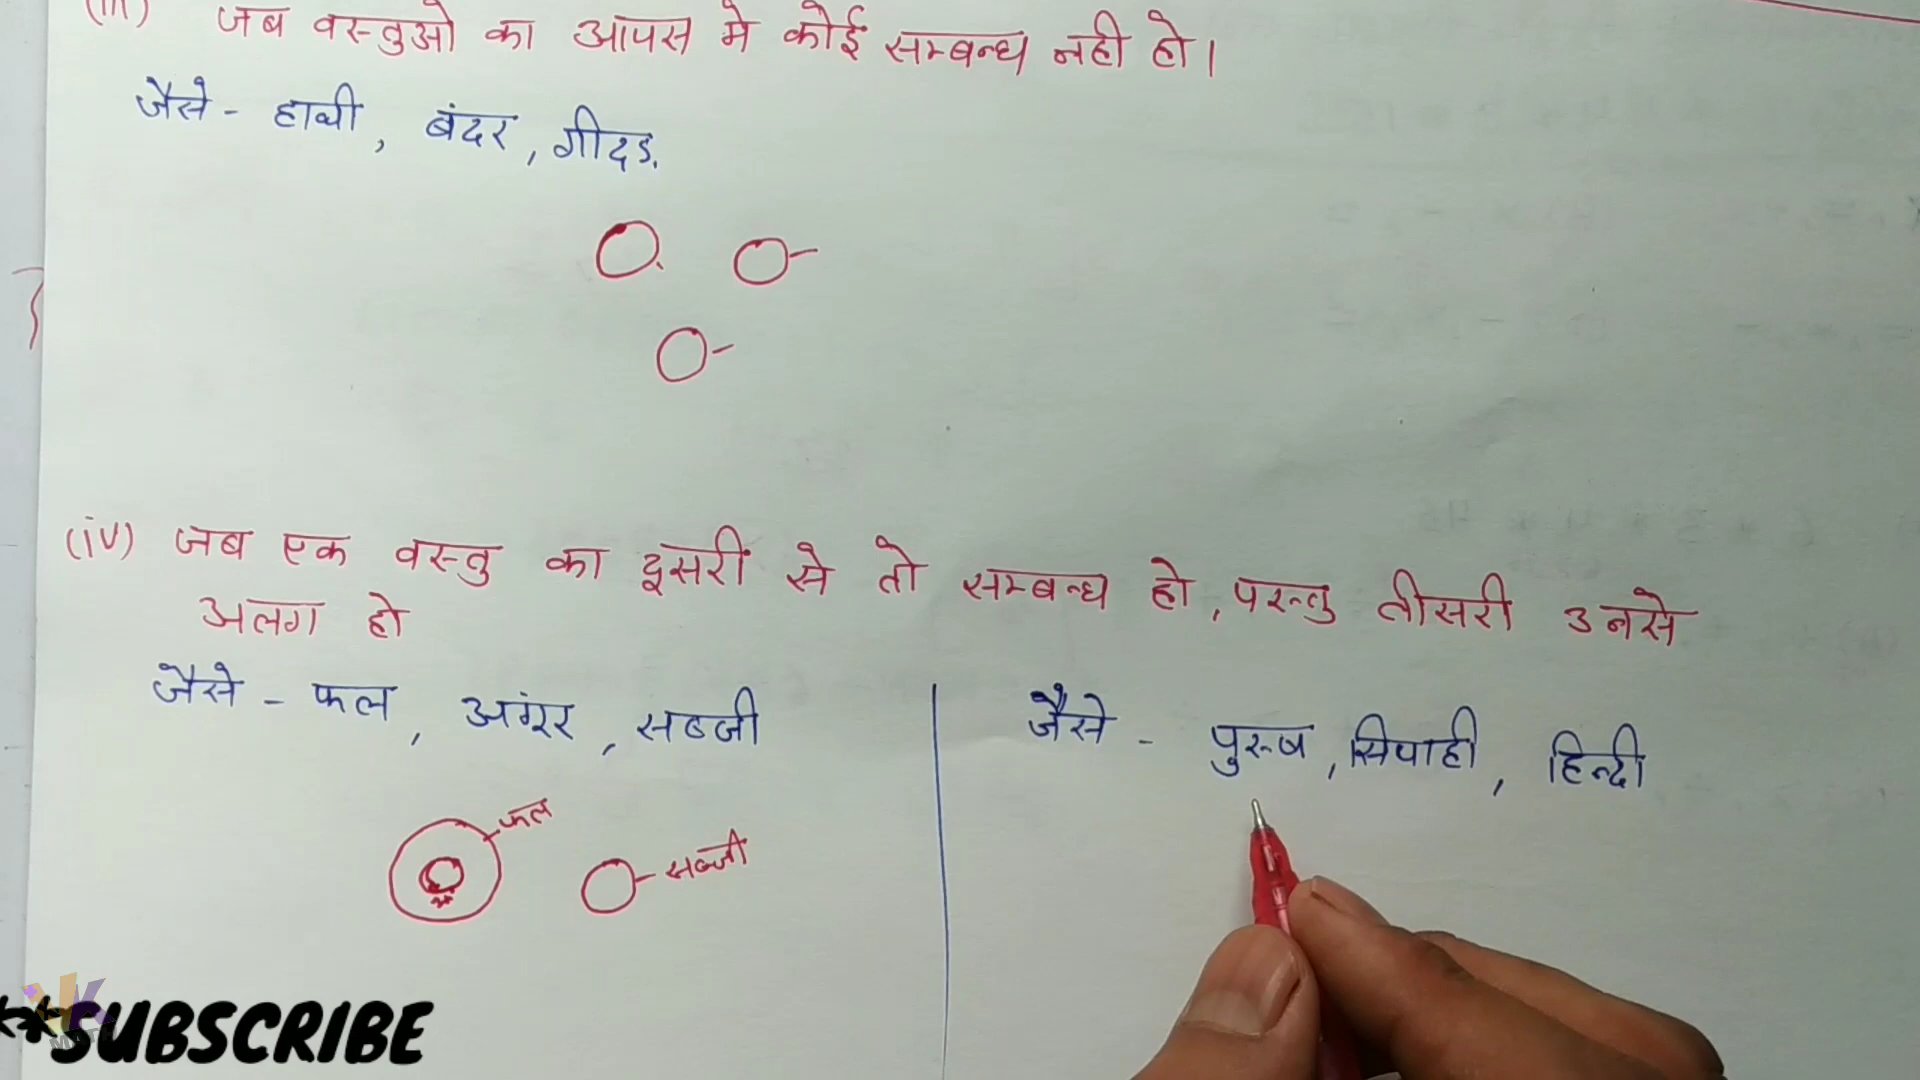 (iii) जब वस्तुओ का आपस मे कोई सम्बन्ध नही हो।
जैसे - हाथी, बंदर, गीदड.
(iv) जब एक वस्तु का दूसरी से तो सम्बन्ध हो, परन्तु तीसरी उनसे
अलग हो
जैसे - फल, अंगूर, सब्जी
फल
सब्जी
जैसे - पुरूष, सिपाही, हिन्दी
SUBSCRIBE